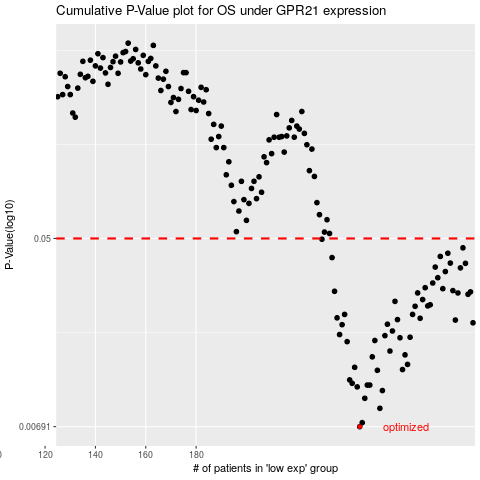 Cumulative P-Value plot for OS under GPR21 expression
P-Value(log10)
0.05
0.00691
optimized
0 120 140 160 180
# of patients in 'low exp' group